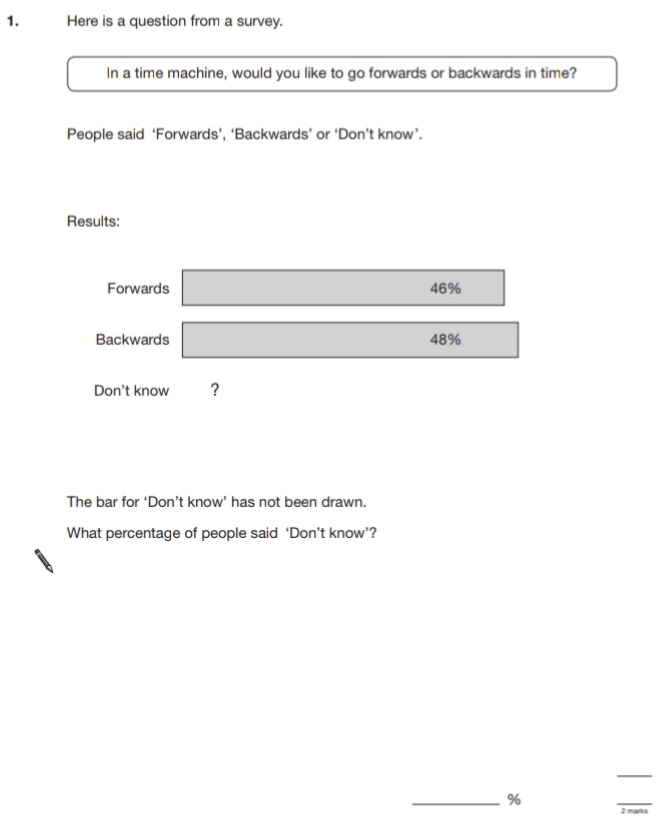 1. Here is a question from a survey.
In a time machine, would you like to go forwards or backwards in time?
People said ‘Forwards’, ‘Backwards’ or ‘Don’t know’.
Results:
Forwards 46%
Backwards 48%
Don’t know ?
The bar for ‘Don’t know’ has not been drawn.
What percentage of people said ‘Don’t know’?
%
2 marks